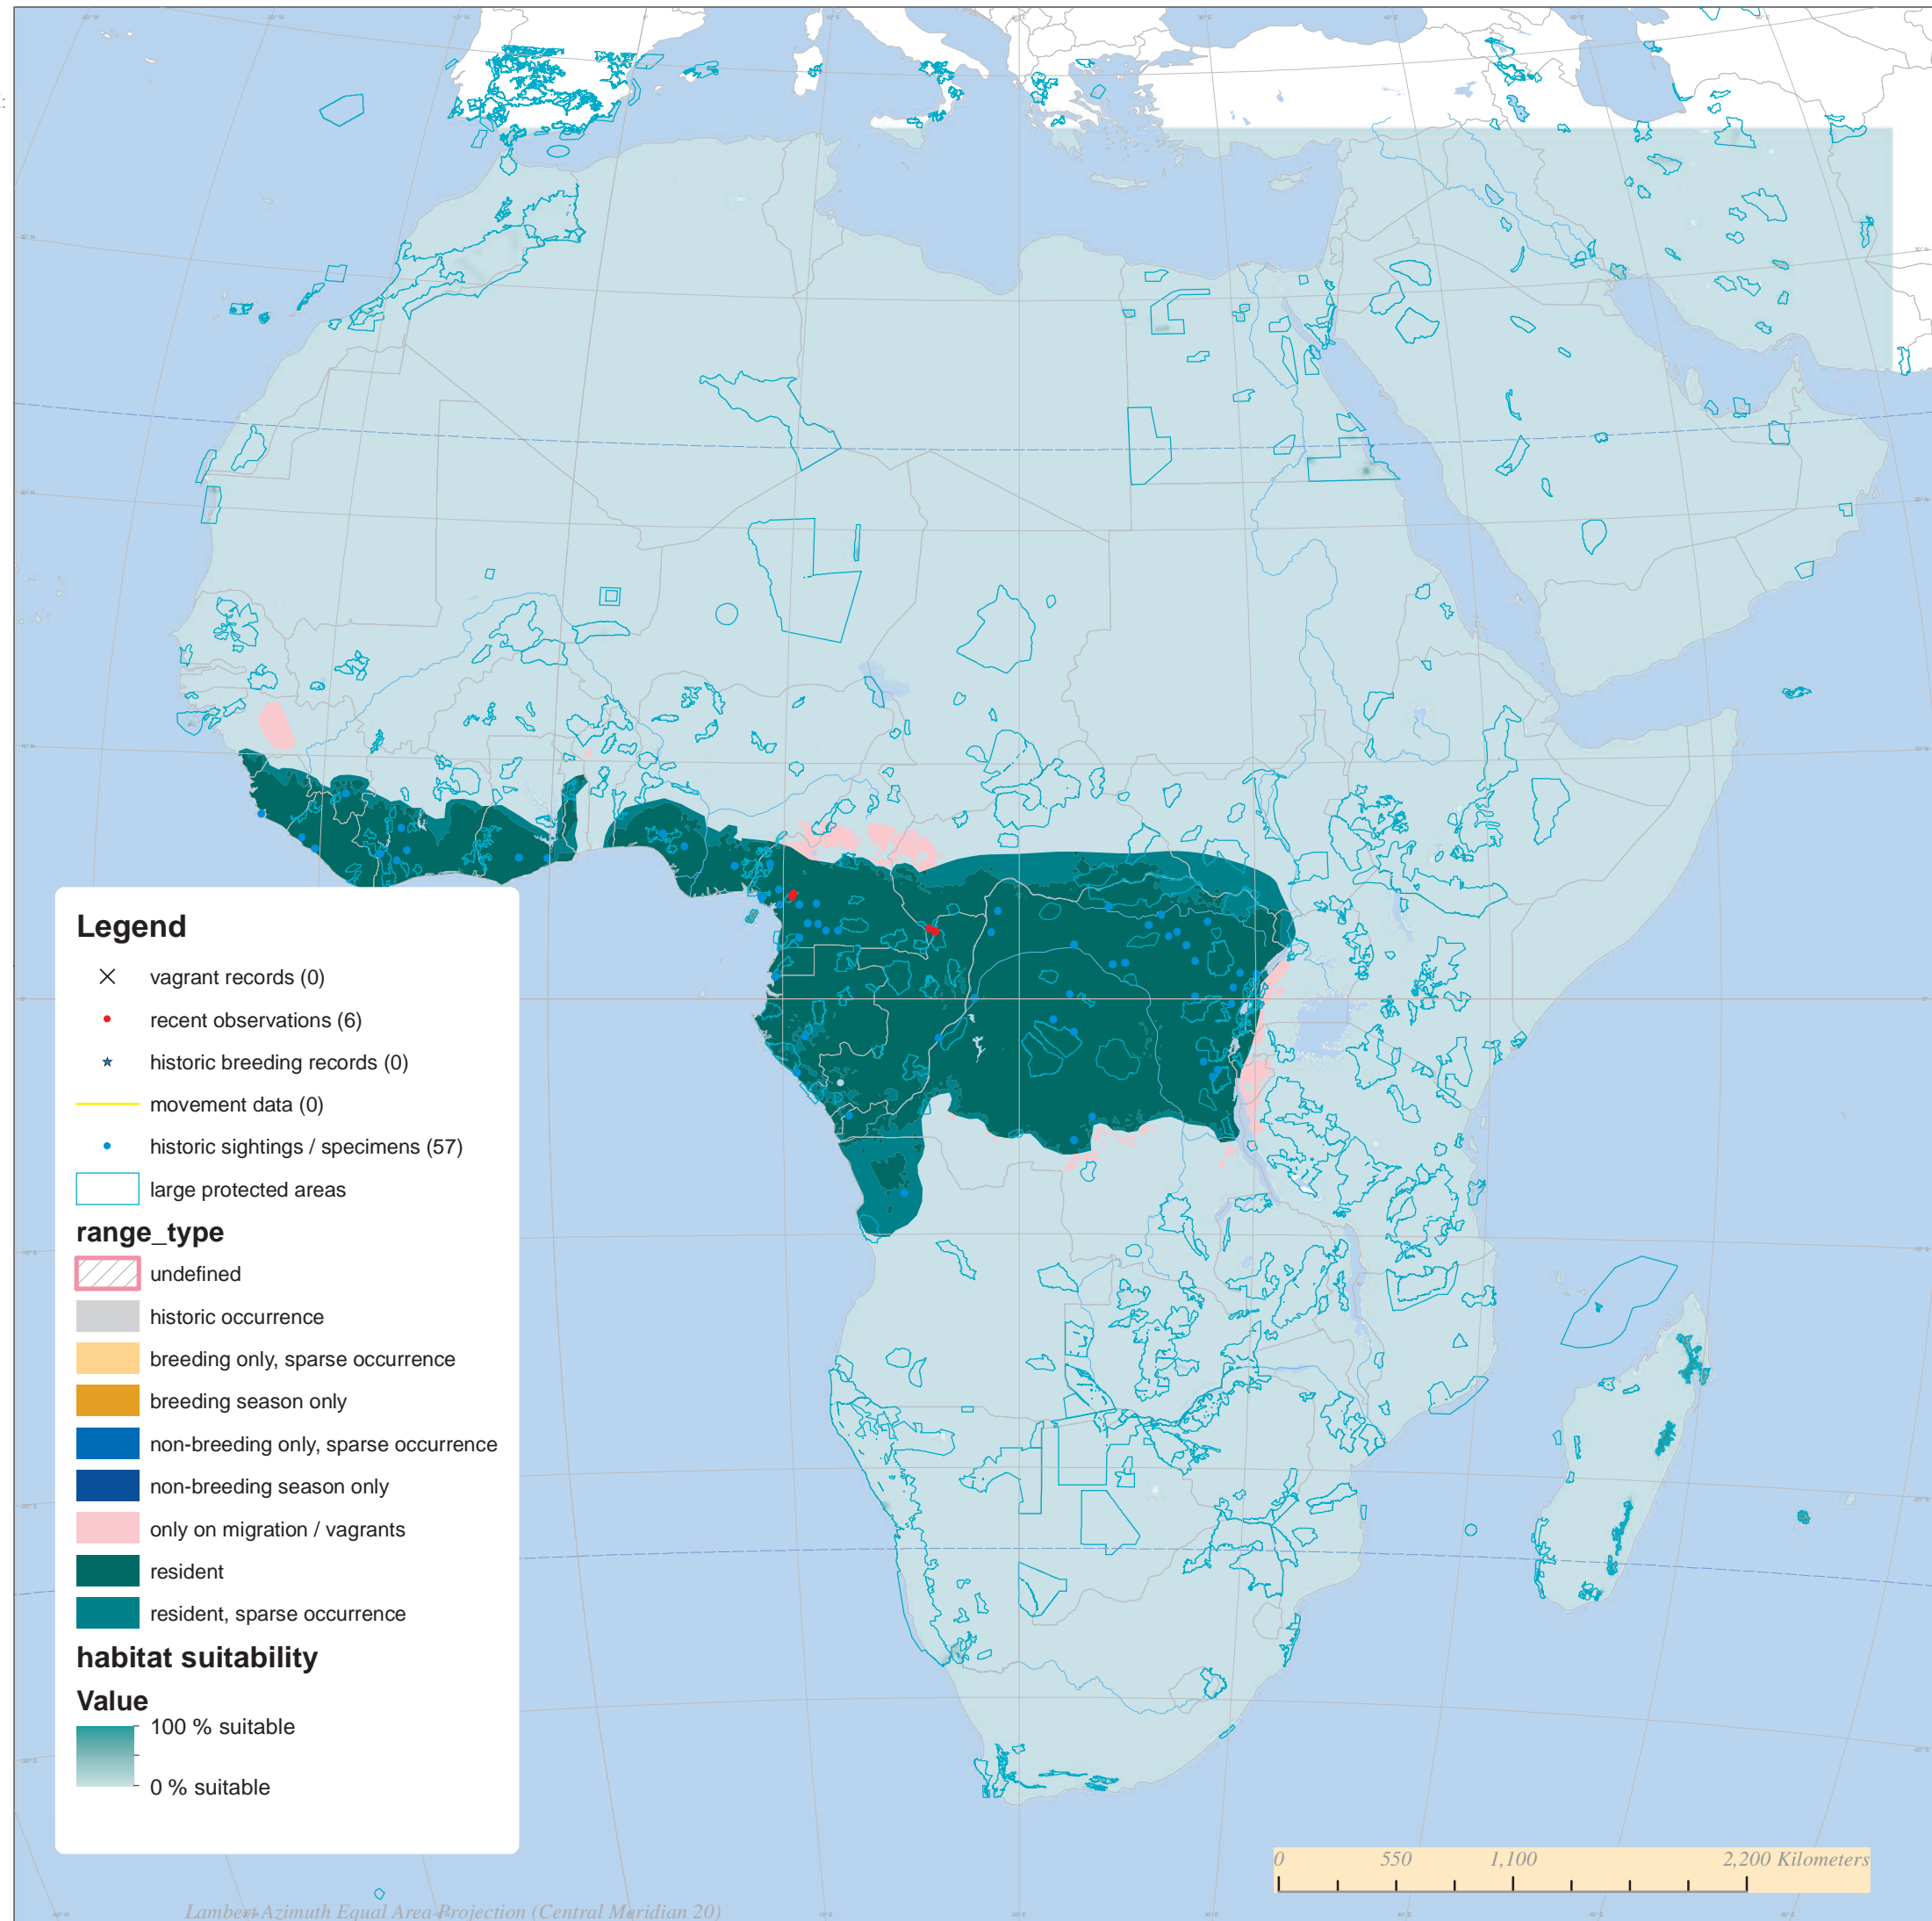 Legend
vagrant records (0)
recent observations (6)
historic breeding records (0)
movement data (0)
historic sightings / specimens (57)
large protected areas
range_type
undefined
historic occurrence
breeding only, sparse occurrence
breeding season only
non-breeding only, sparse occurrence
non-breeding season only
only on migration / vagrants
resident
resident, sparse occurrence
habitat suitability
Value
100 % suitable
0 % suitable
0 550 1,100 2,200 Kilometers
Lambert Azimuth Equal Area Projection (Central Meridian 20)